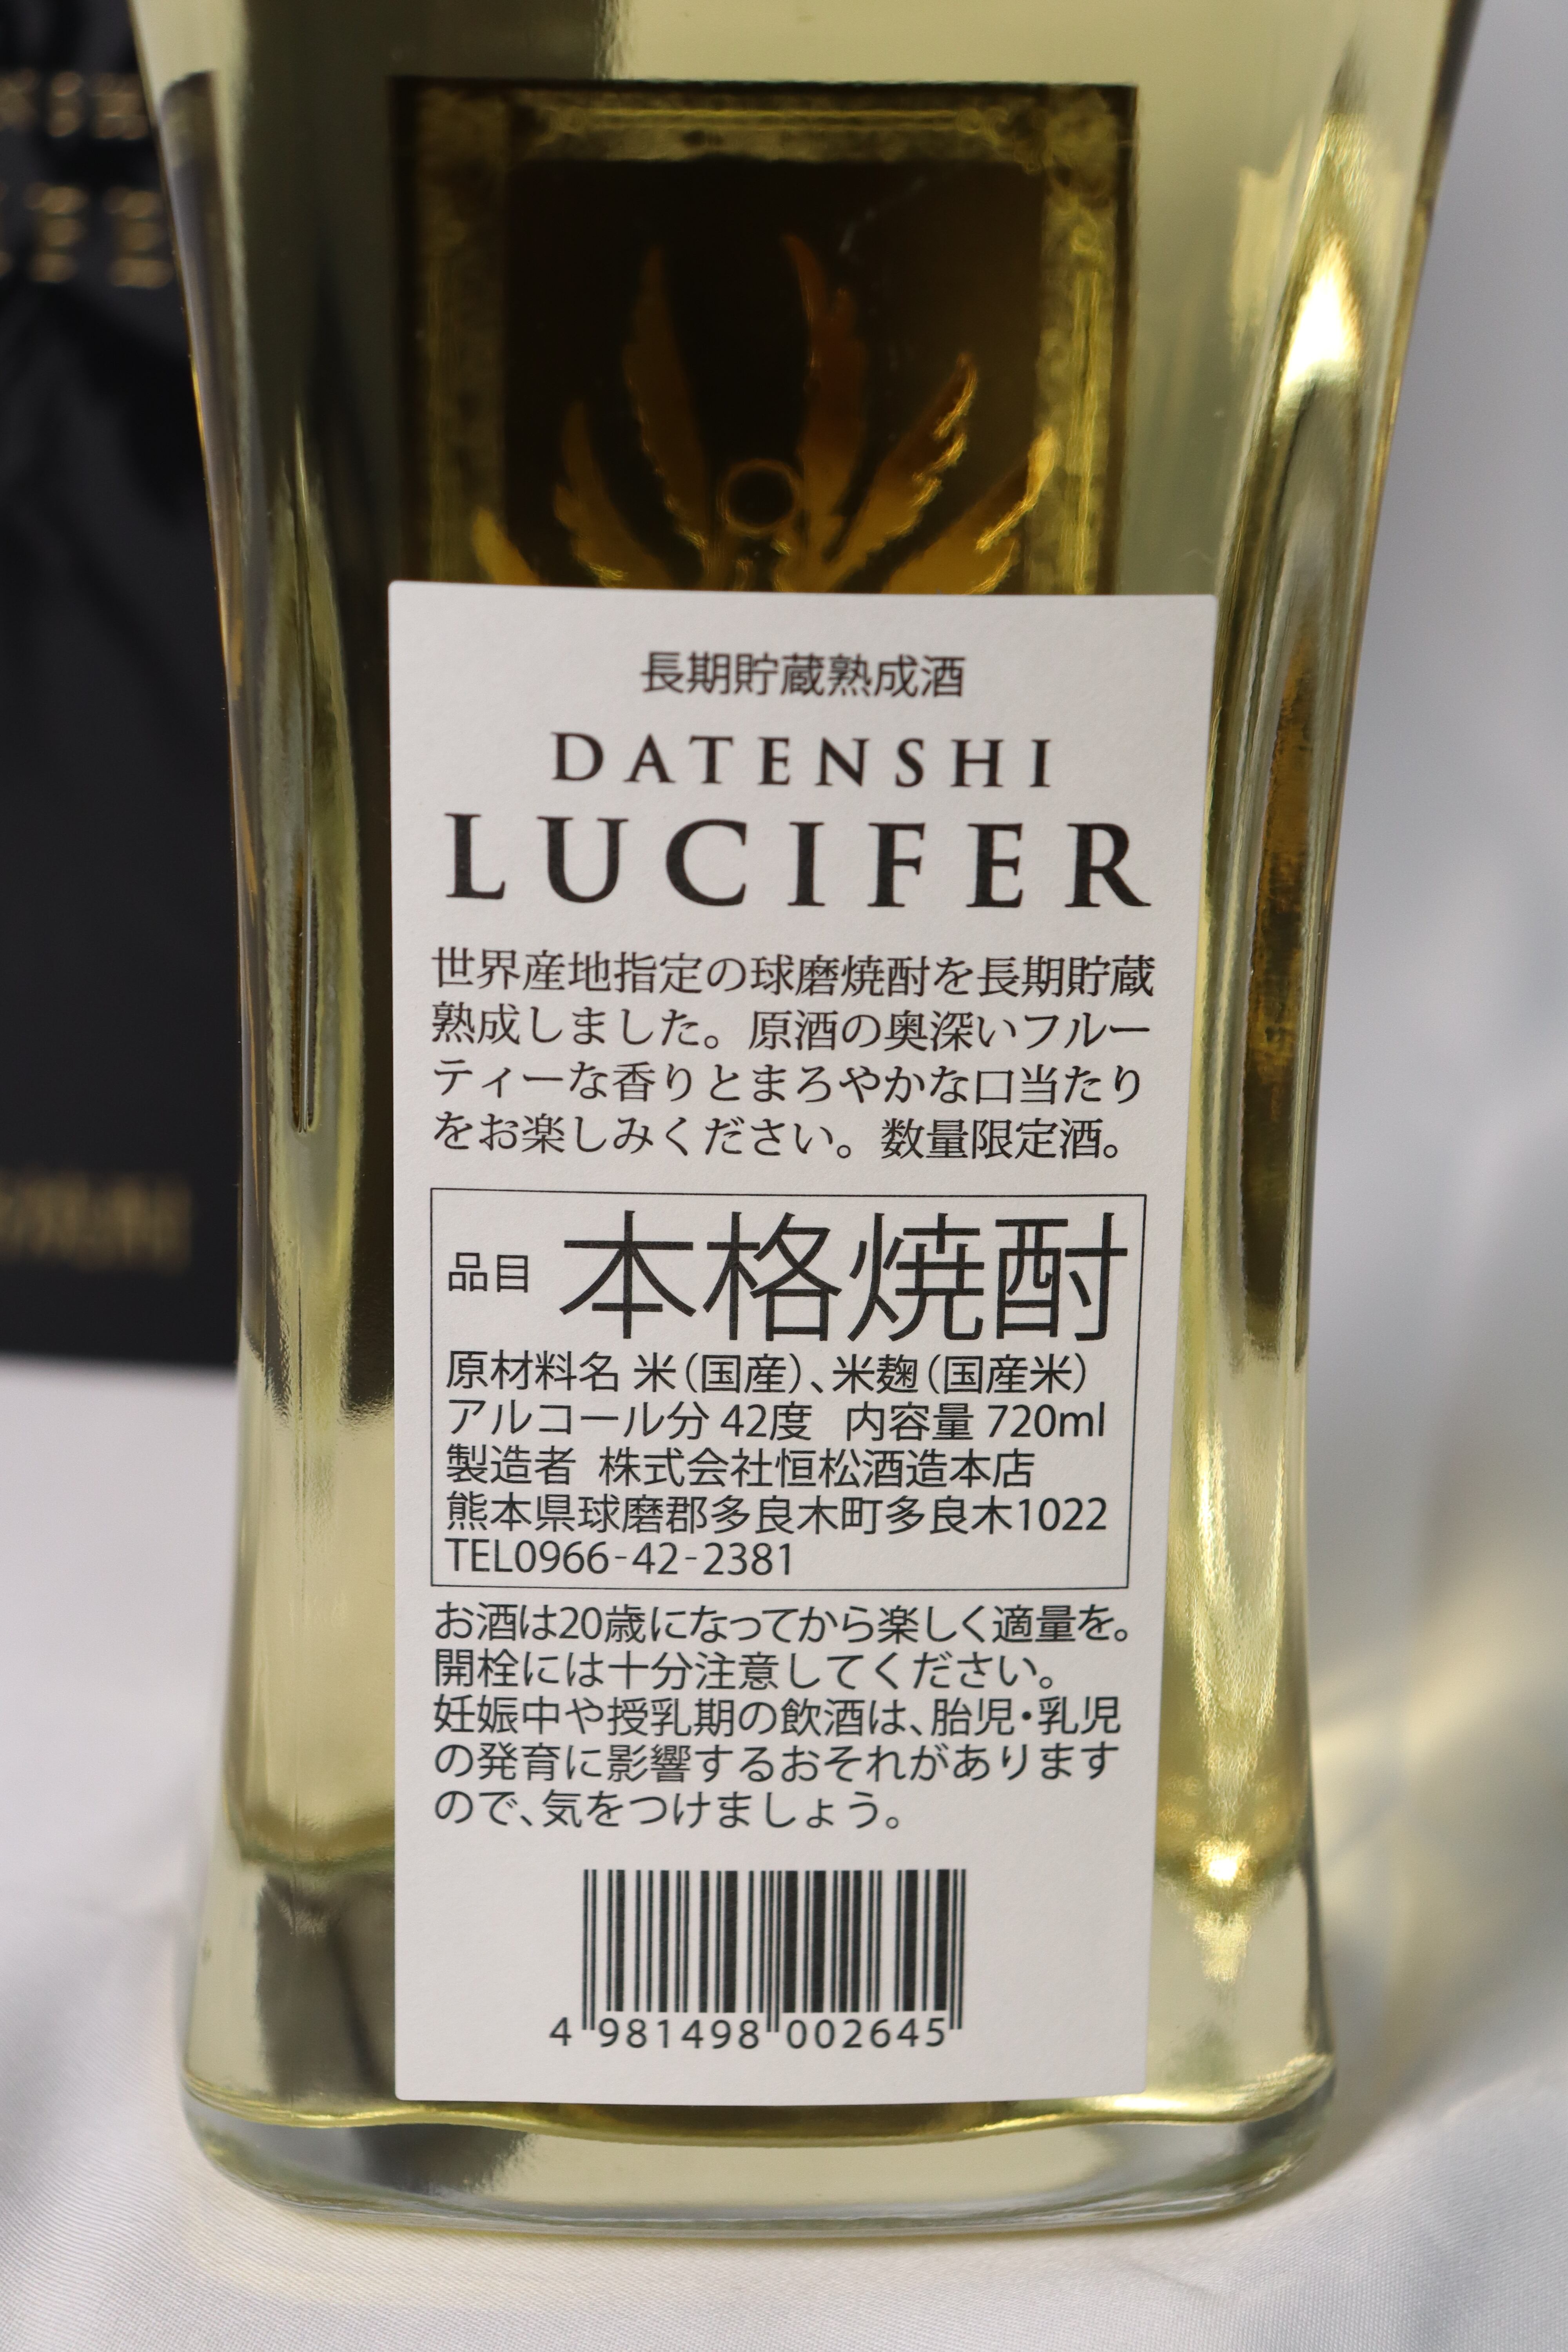 長期貯蔵熟成酒
DATENSHI
LUCIFER
世界産地指定の球磨焼酎を長期貯蔵
熟成しました。原酒の奥深いフルー
ティーな香りとまろやかな口当たり
をお楽しみください。数量限定酒。
品目 本格焼酎
原材料名 米(国産)、米麹(国産米)
アルコール分 42度 内容量 720ml
製造者 株式会社恒松酒造本店
熊本県球磨郡多良木町多良木1022
TEL0966-42-2381
お酒は20歳になってから楽しく適量を。
開栓には十分注意してください。
妊娠中や授乳期の飲酒は、胎児・乳児
の発育に影響するおそれがあります
ので、気をつけましょう。
4 981498 002645